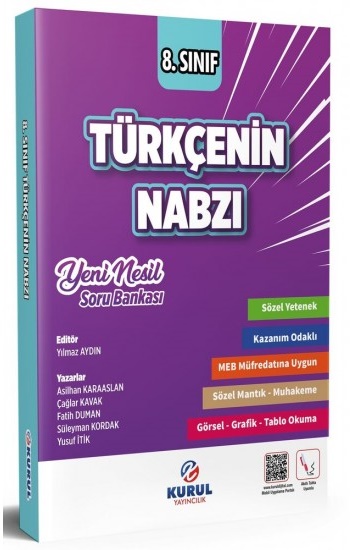 8. SINIF
TÜRKÇENİN
NABZI
Yeni Nesil
Soru Bankası
Editör
Yılmaz AYDIN
Yazarlar
Asilhan KARAASLAN
Çağlar KAVAK
Fatih DUMAN
Süleyman KORDAK
Yusuf İTİK
Sözel Yetenek
Kazanım Odaklı
MEB Müfredatına Uygun
Sözel Mantık - Muhakeme
Görsel - Grafik - Tablo Okuma
KURUL
YAYINCILIK
8. SINIF TÜRKÇENİN NABZI
KURUL